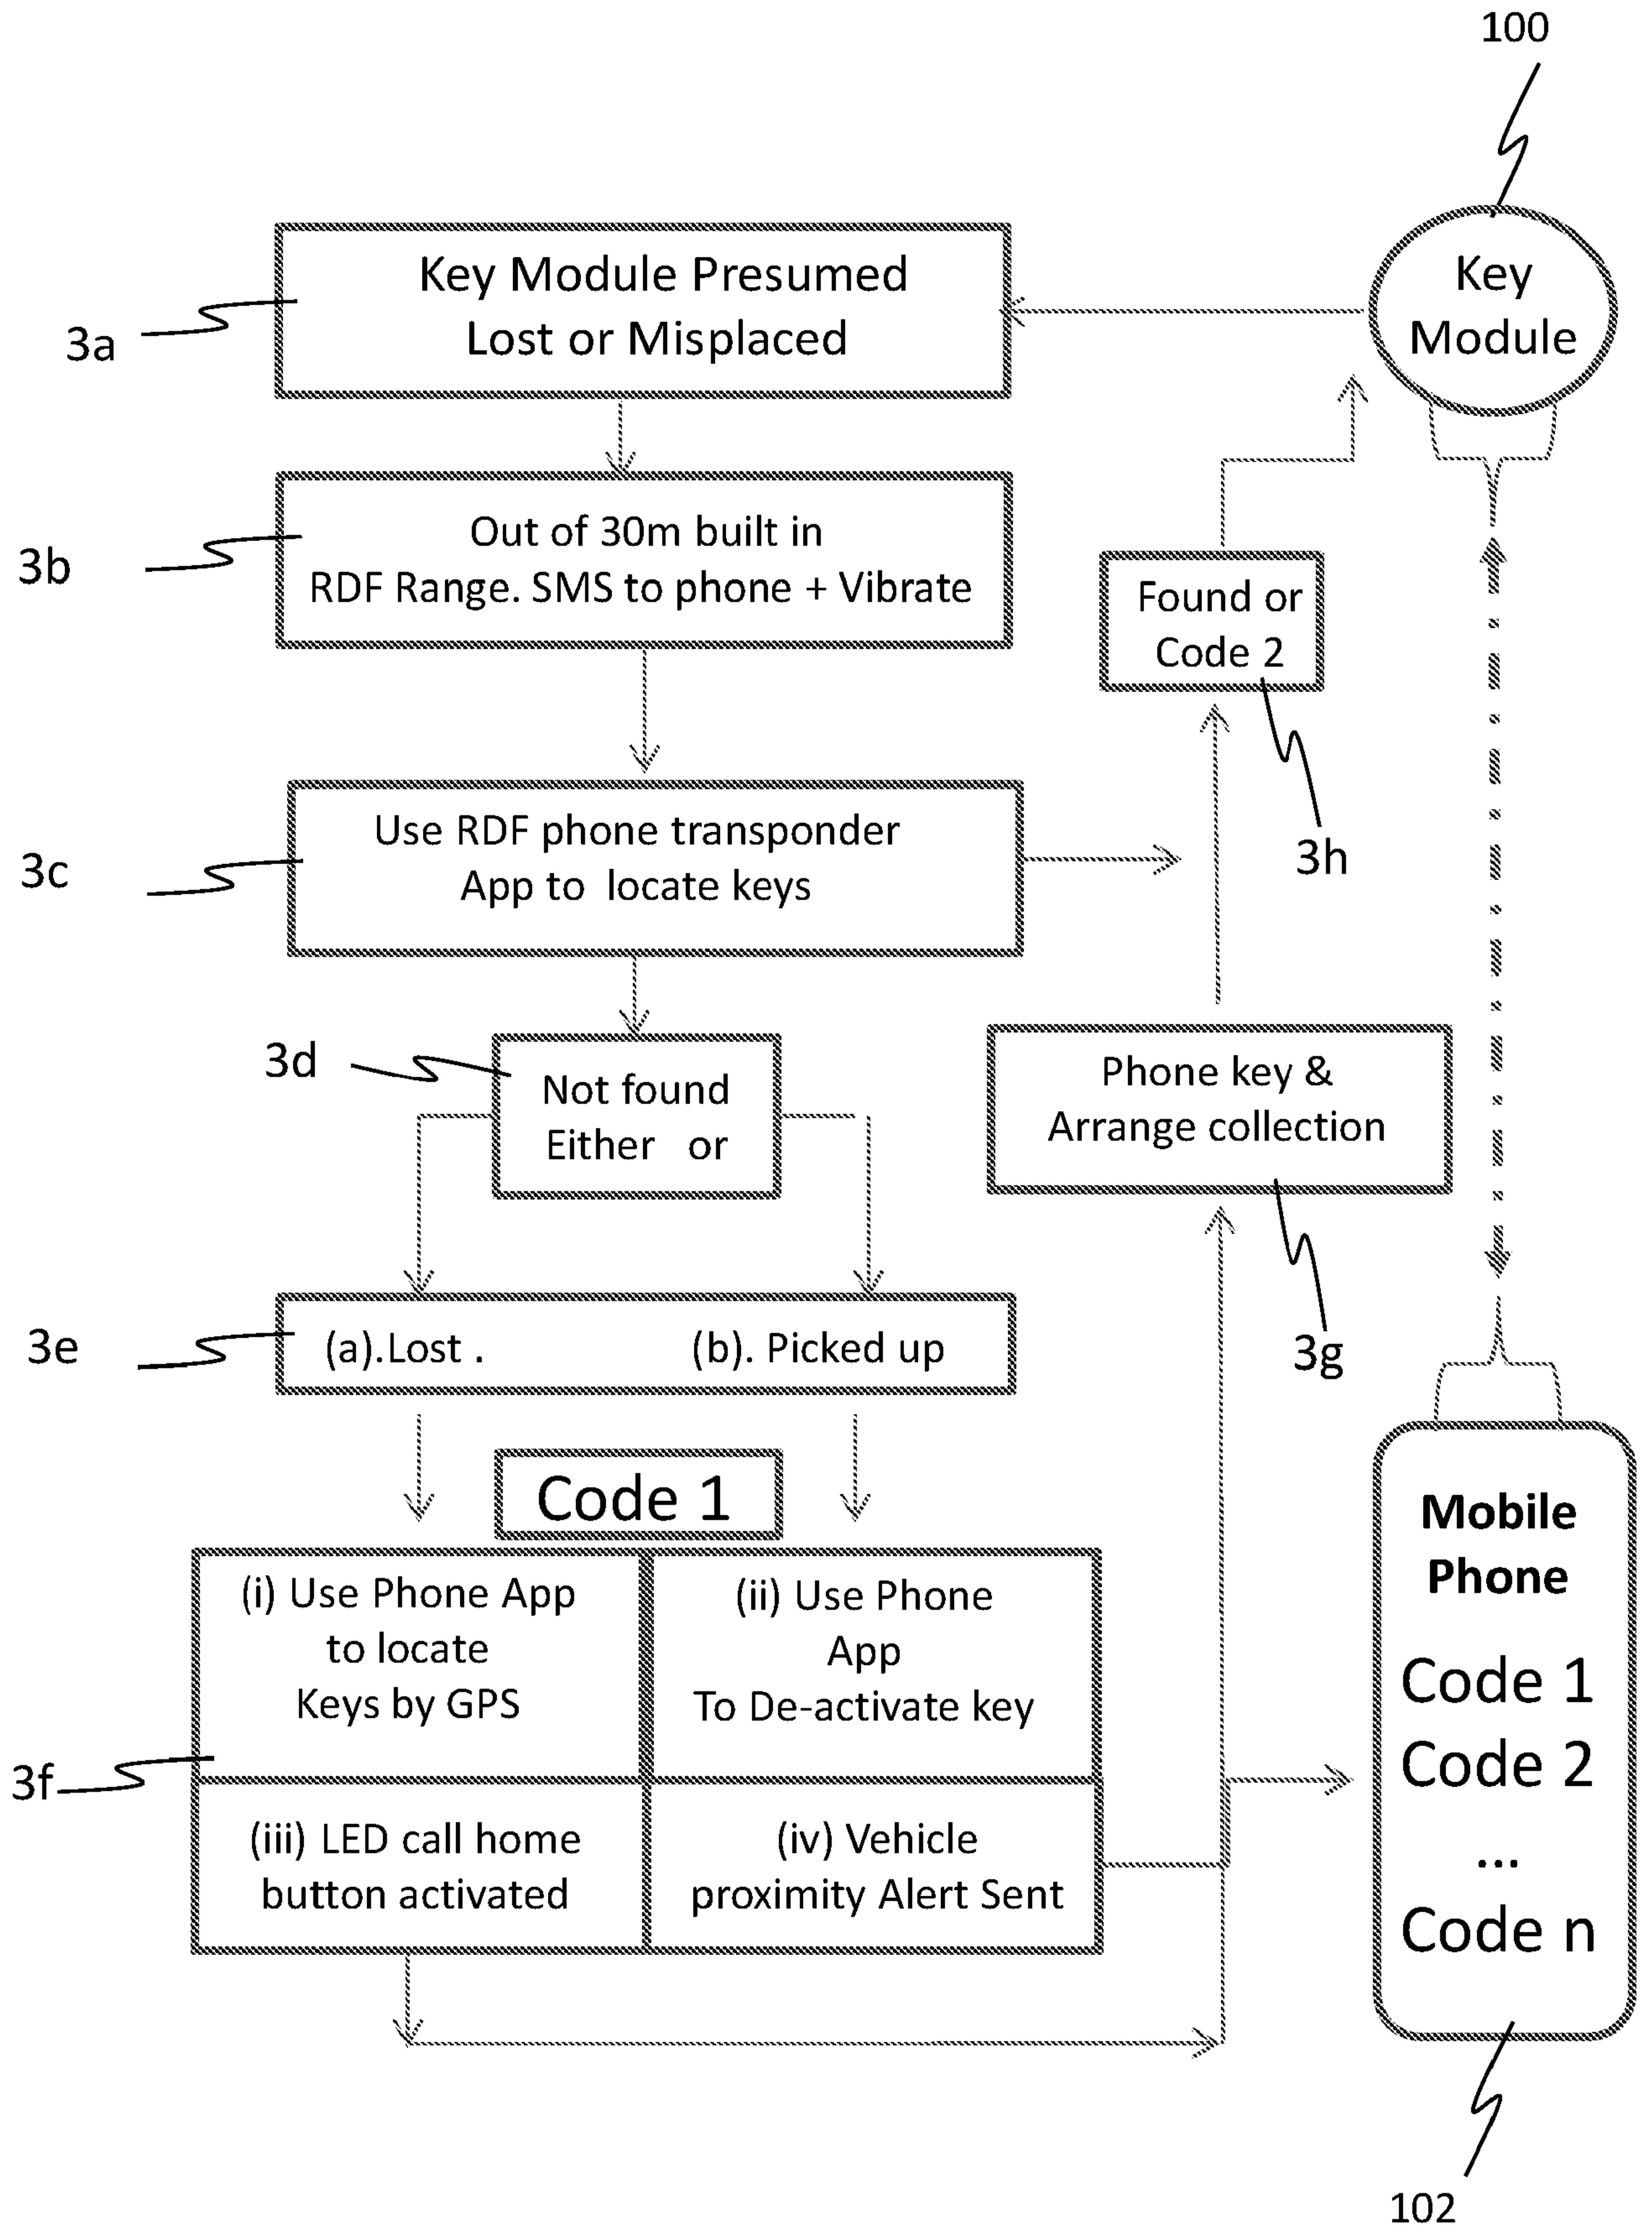 100
Key Module Presumed
Lost or Misplaced
Key
Module
3a
Out of 30m built in
RDF Range. SMS to phone + Vibrate
3b
Found or
Code 2
3h
Use RDF phone transponder
App to locate keys
3c
3d
Not found
Either or
Phone key &
Arrange collection
3g
3e
(a).Lost .
(b). Picked up
Code 1
(i) Use Phone App
to locate
Keys by GPS
(ii) Use Phone
App
To De-activate key
3f
(iii) LED call home
button activated
(iv) Vehicle
proximity Alert Sent
Mobile
Phone
Code 1
Code 2
...
Code n
102